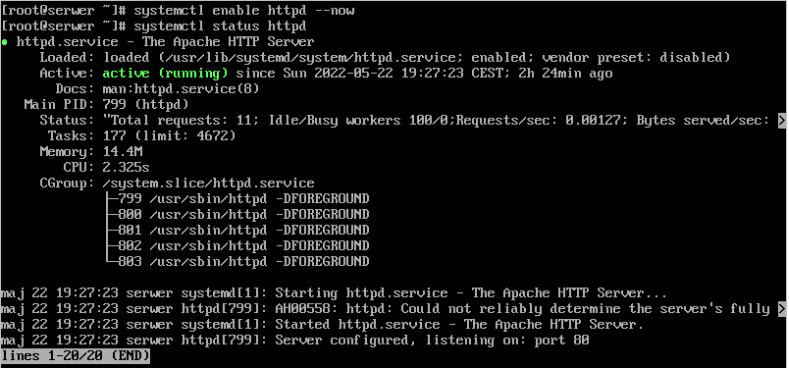 [root@serwer ~]# systemctl enable httpd --now
[root@serwer ~]# systemctl status httpd
● httpd.service - The Apache HTTP Server
     Loaded: loaded (/usr/lib/systemd/system/httpd.service; enabled; vendor preset: disabled)
     Active: active (running) since Sun 2022-05-22 19:27:23 CEST; 2h 24min ago
       Docs: man:httpd.service(8)
   Main PID: 799 (httpd)
     Status: "Total requests: 11; Idle/Busy workers 100/0;Requests/sec: 0.00127; Bytes served/sec: >
      Tasks: 177 (limit: 4672)
     Memory: 14.4M
        CPU: 2.325s
     CGroup: /system.slice/httpd.service
             ├─799 /usr/sbin/httpd -DFOREGROUND
             ├─800 /usr/sbin/httpd -DFOREGROUND
             ├─801 /usr/sbin/httpd -DFOREGROUND
             ├─802 /usr/sbin/httpd -DFOREGROUND
             └─803 /usr/sbin/httpd -DFOREGROUND

maj 22 19:27:23 serwer systemd[1]: Starting httpd.service - The Apache HTTP Server...
maj 22 19:27:23 serwer httpd[799]: AH00558: httpd: Could not reliably determine the server's fully >
maj 22 19:27:23 serwer systemd[1]: Started httpd.service - The Apache HTTP Server.
maj 22 19:27:23 serwer httpd[799]: Server configured, listening on: port 80
lines 1-20/20 (END)